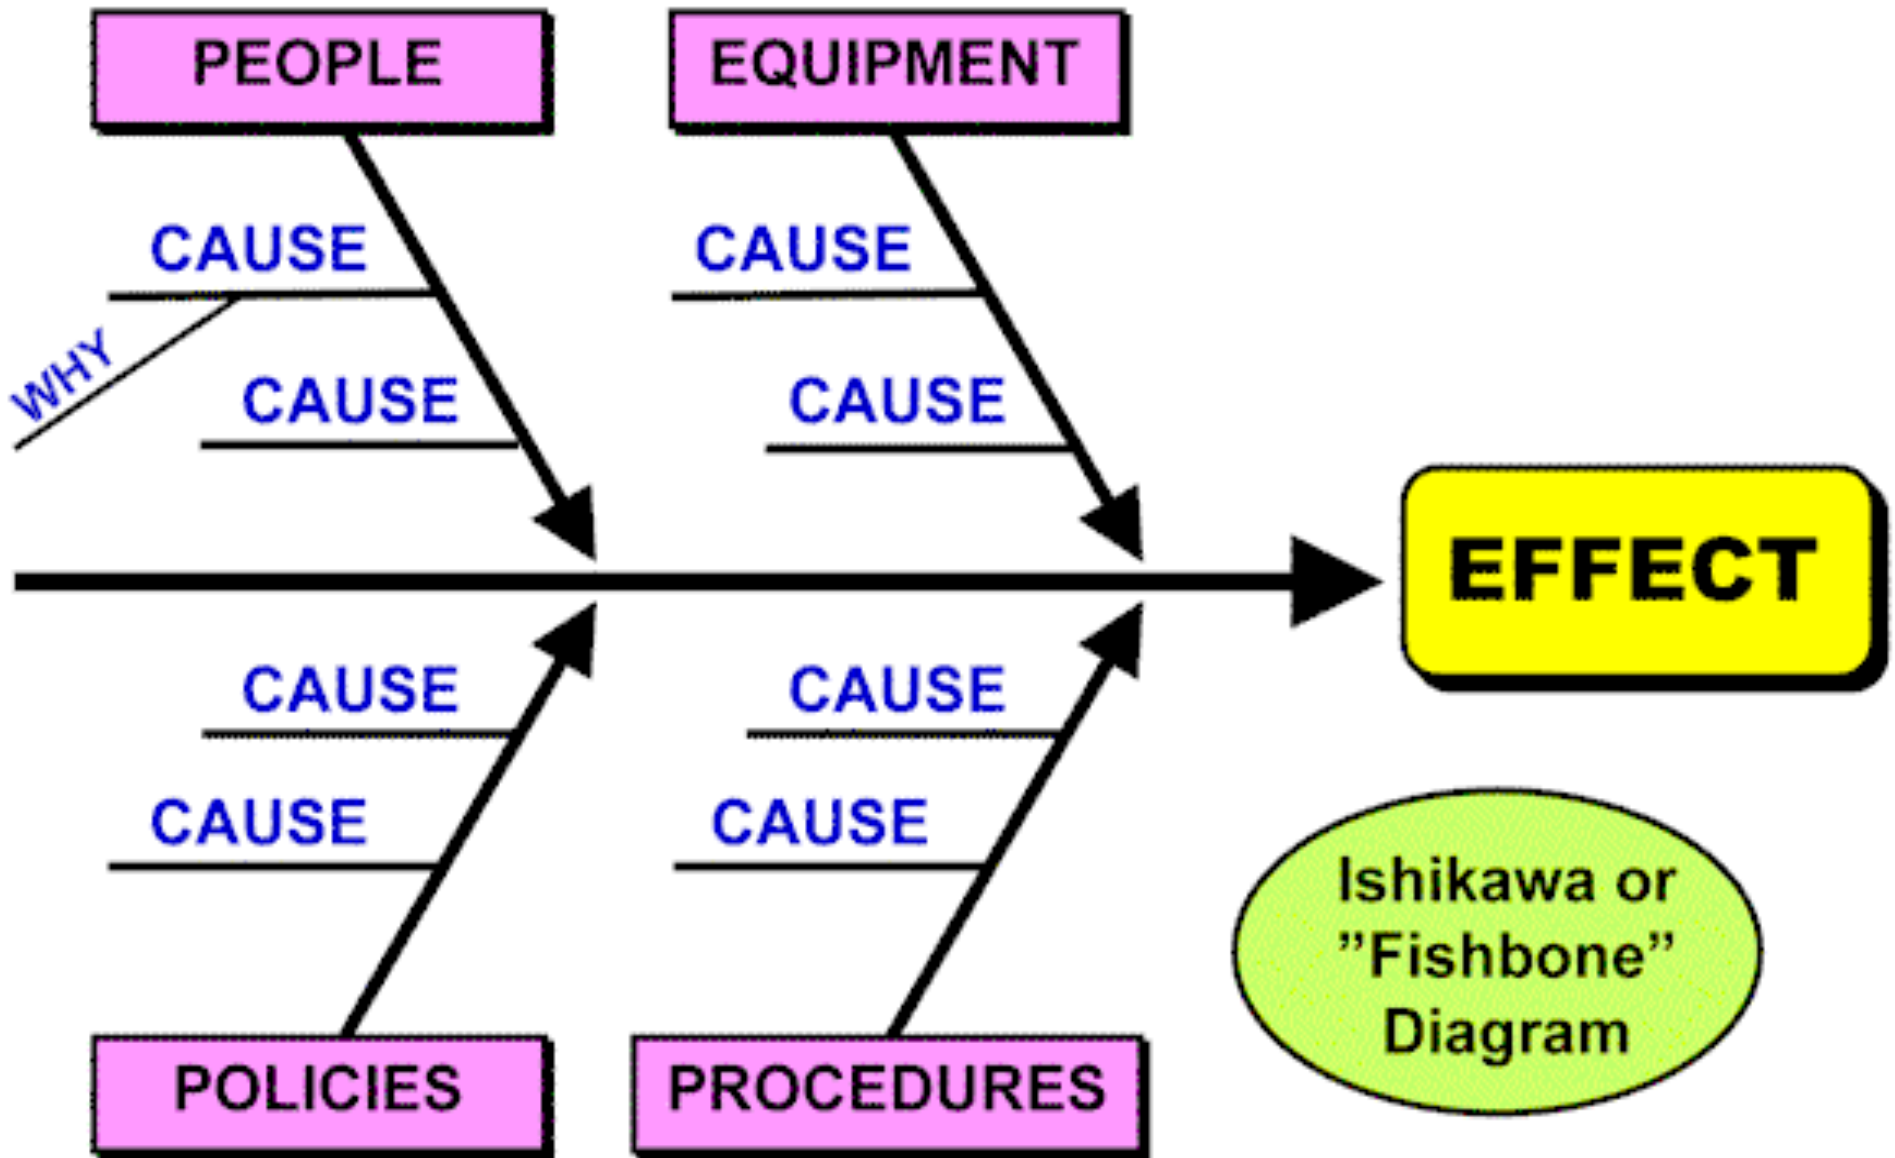 PEOPLE
EQUIPMENT
CAUSE
CAUSE
WHY
CAUSE
CAUSE
EFFECT
CAUSE
CAUSE
CAUSE
CAUSE
Ishikawa or
”Fishbone”
Diagram
POLICIES
PROCEDURES